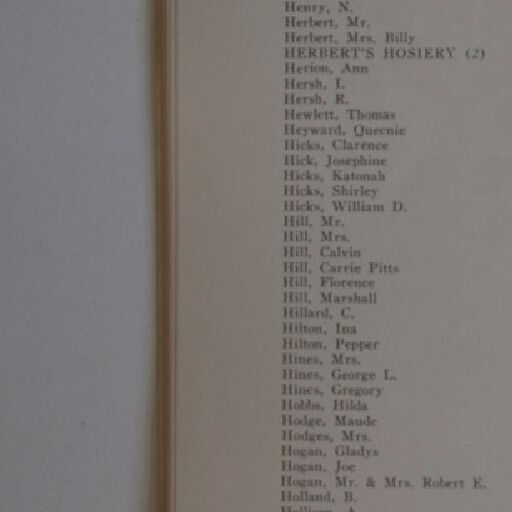 Henry, N.
Herbert, Mr.
Herbert, Mrs. Billy
HERBERT'S HOSIERY (2)
Herion, Ann
Hersh, I.
Hersh, R.
Hewlett, Thomas
Heyward, Queenie
Hicks, Clarence
Hick, Josephine
Hicks, Katonah
Hicks, Shirley
Hicks, William D.
Hill, Mr.
Hill, Mrs.
Hill, Calvin
Hill, Carrie Pitts
Hill, Florence
Hill, Marshall
Hillard, C.
Hilton, Ina
Hilton, Pepper
Hines, Mrs.
Hines, George L.
Hines, Gregory
Hobbs, Hilda
Hodge, Maude
Hodges, Mrs.
Hogan, Gladys
Hogan, Joe
Hogan, Mr. & Mrs. Robert E.
Holland, B.